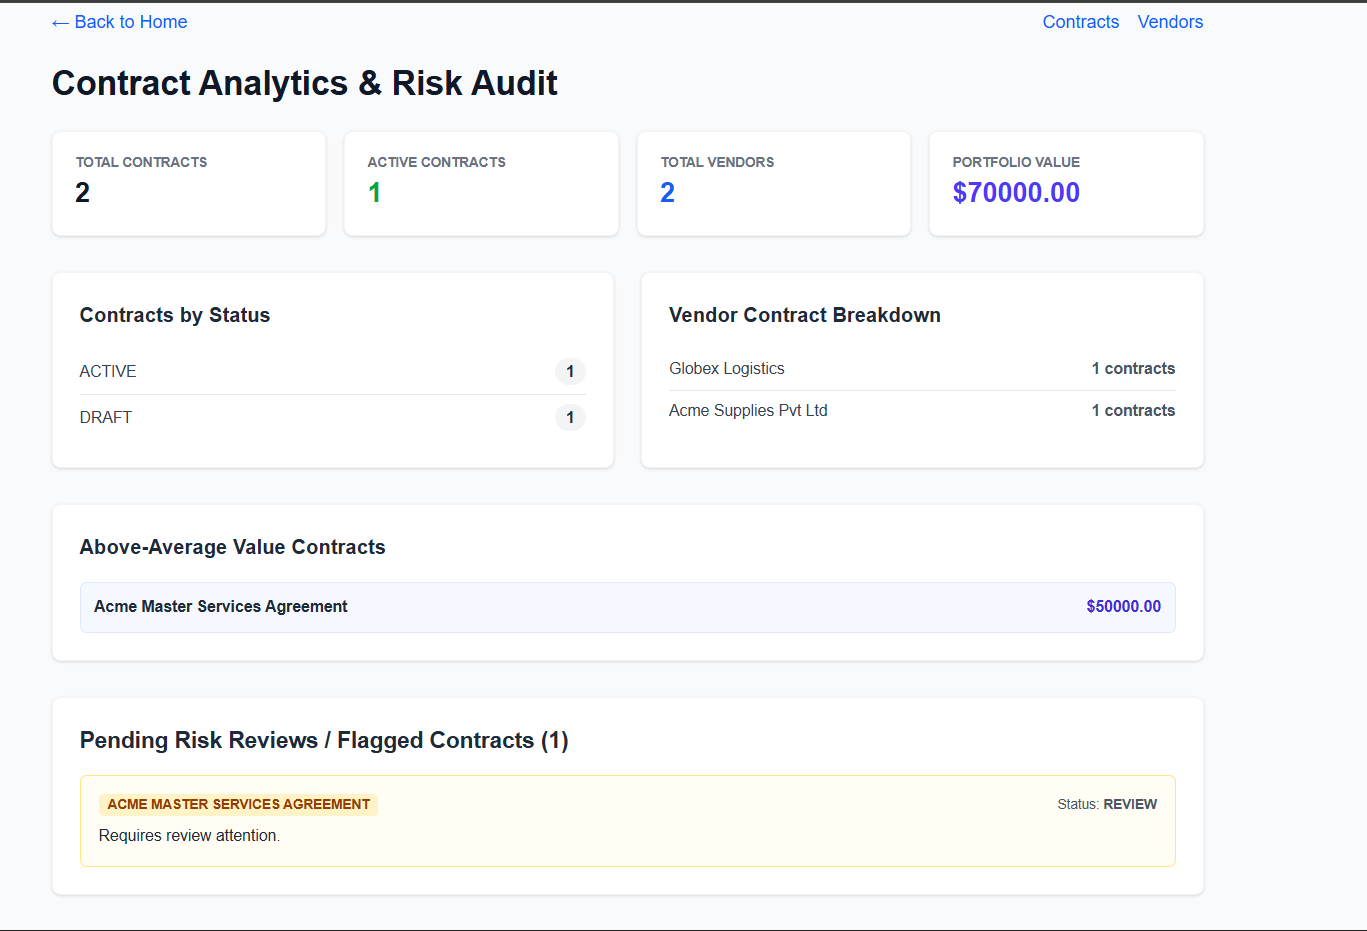 ← Back to Home
Contracts Vendors
Contract Analytics & Risk Audit
TOTAL CONTRACTS
2
ACTIVE CONTRACTS
1
TOTAL VENDORS
2
PORTFOLIO VALUE
$70000.00
Contracts by Status
ACTIVE 1
DRAFT 1
Vendor Contract Breakdown
Globex Logistics 1 contracts
Acme Supplies Pvt Ltd 1 contracts
Above-Average Value Contracts
Acme Master Services Agreement $50000.00
Pending Risk Reviews / Flagged Contracts (1)
ACME MASTER SERVICES AGREEMENT Status: REVIEW
Requires review attention.